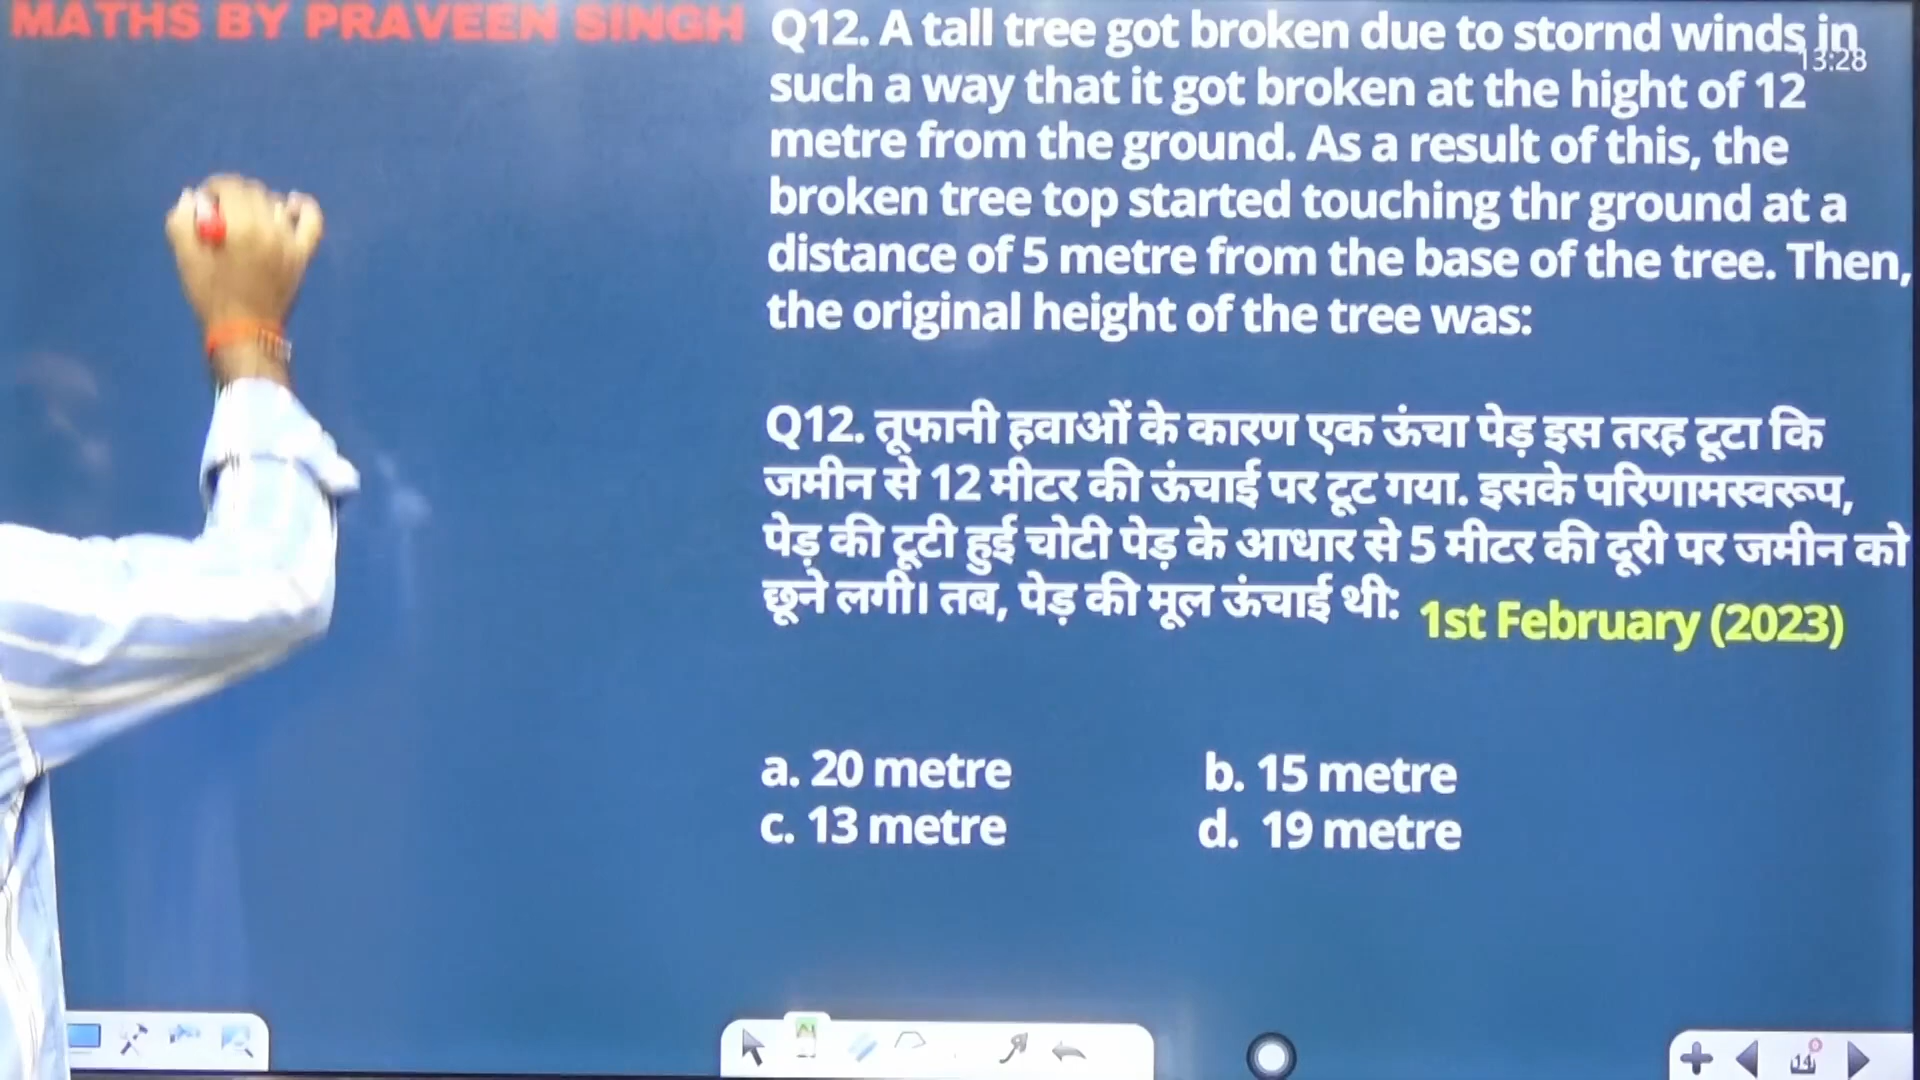 MATHS BY PRAVEEN SINGH
Q12. A tall tree got broken due to stornd winds in
13:28
such a way that it got broken at the hight of 12
metre from the ground. As a result of this, the
broken tree top started touching thr ground at a
distance of 5 metre from the base of the tree. Then,
the original height of the tree was:
Q12. तूफानी हवाओं के कारण एक ऊंचा पेड़ इस तरह टूटा कि
जमीन से 12 मीटर की ऊंचाई पर टूट गया. इसके परिणामस्वरूप,
पेड़ की टूटी हुई चोटी पेड़ के आधार से 5 मीटर की दूरी पर जमीन को
छूने लगी। तब, पेड़ की मूल ऊंचाई थी:
1st February (2023)
a. 20 metre
b. 15 metre
c. 13 metre
d. 19 metre
14